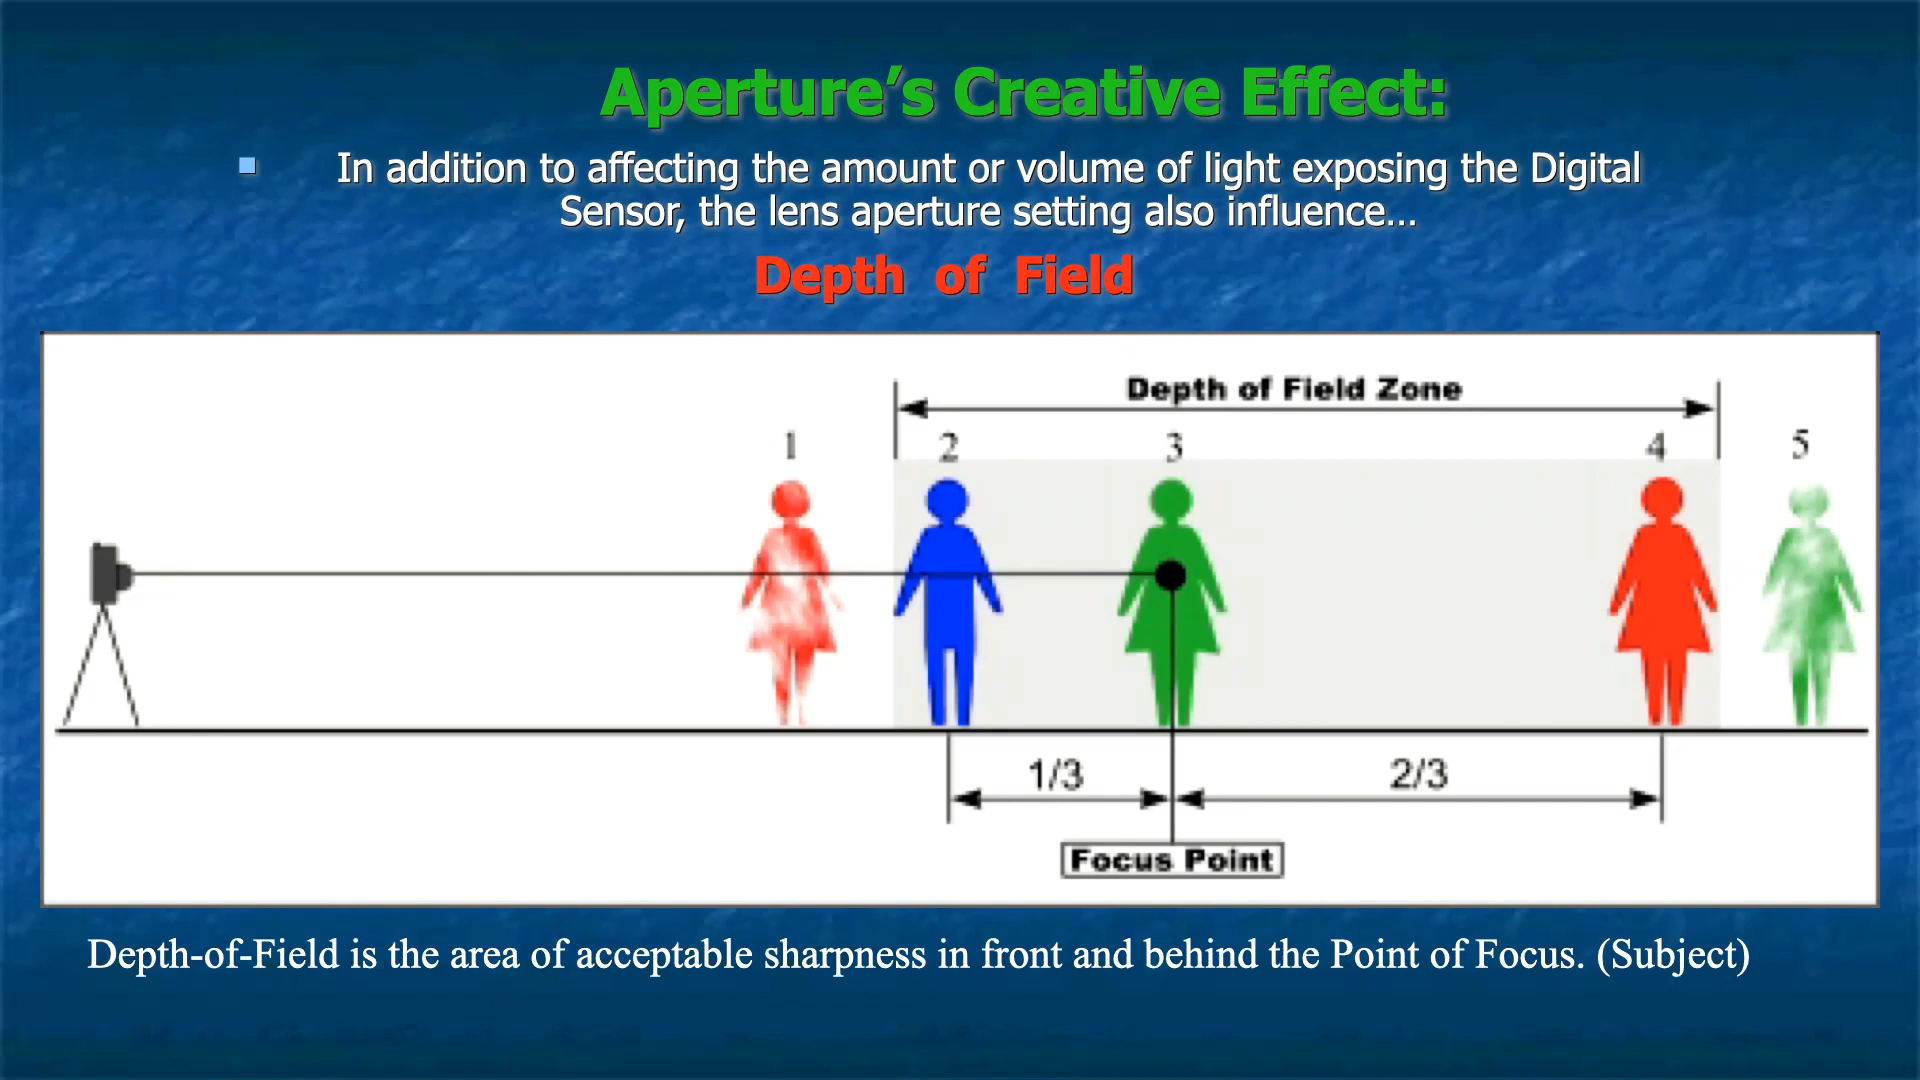 Aperture’s Creative Effect:
In addition to affecting the amount or volume of light exposing the Digital
Sensor, the lens aperture setting also influence…
Depth of Field
Depth of Field Zone
1 2 3 4 5
1/3 2/3
Focus Point
Depth-of-Field is the area of acceptable sharpness in front and behind the Point of Focus. (Subject)